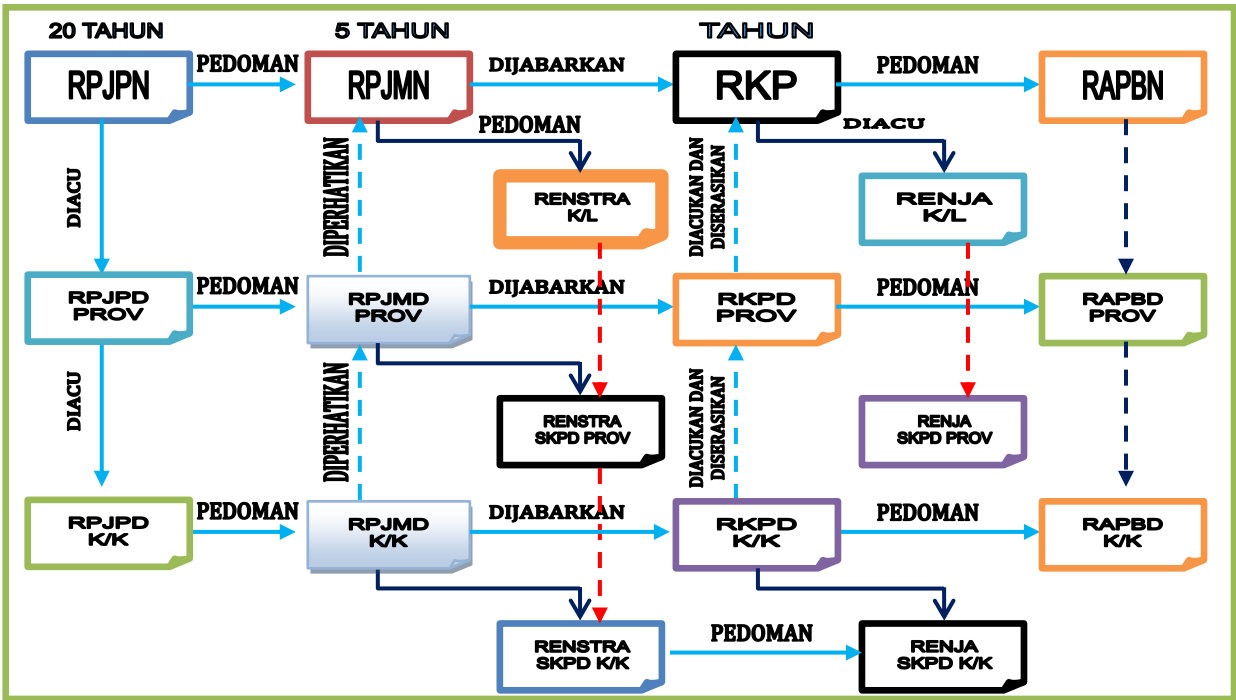 20 TAHUN
5 TAHUN
TAHUN
RPJPN
PEDOMAN
RPJMN
DIJABARKAN
RKP
PEDOMAN
RAPBN
PEDOMAN
DIACU
DIACU
DIPERHATIKAN
RENSTRA
K/L
DIACUKAN DAN
DISERASIKAN
RENJA
K/L
RPJPD
PROV
PEDOMAN
RPJMD
PROV
DIJABARKAN
RKPD
PROV
PEDOMAN
RAPBD
PROV
DIACU
DIPERHATIKAN
RENSTRA
SKPD PROV
DIACUKAN DAN
DISERASIKAN
RENJA
SKPD PROV
RPJPD
K/K
PEDOMAN
RPJMD
K/K
DIJABARKAN
RKPD
K/K
PEDOMAN
RAPBD
K/K
RENSTRA
SKPD K/K
PEDOMAN
RENJA
SKPD K/K